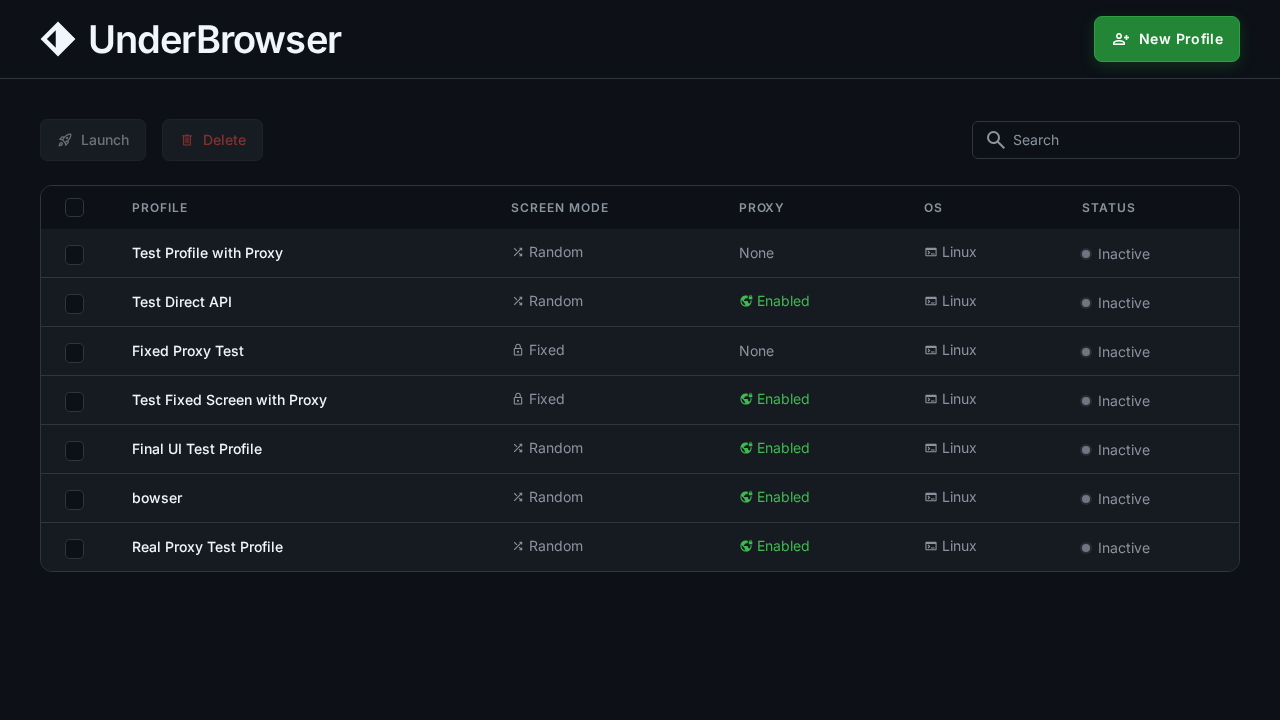 UnderBrowser
New Profile
Launch Delete Search
PROFILE SCREEN MODE PROXY OS STATUS
Test Profile with Proxy Random None Linux Inactive
Test Direct API Random Enabled Linux Inactive
Fixed Proxy Test Fixed None Linux Inactive
Test Fixed Screen with Proxy Fixed Enabled Linux Inactive
Final UI Test Profile Random Enabled Linux Inactive
bowser Random Enabled Linux Inactive
Real Proxy Test Profile Random Enabled Linux Inactive